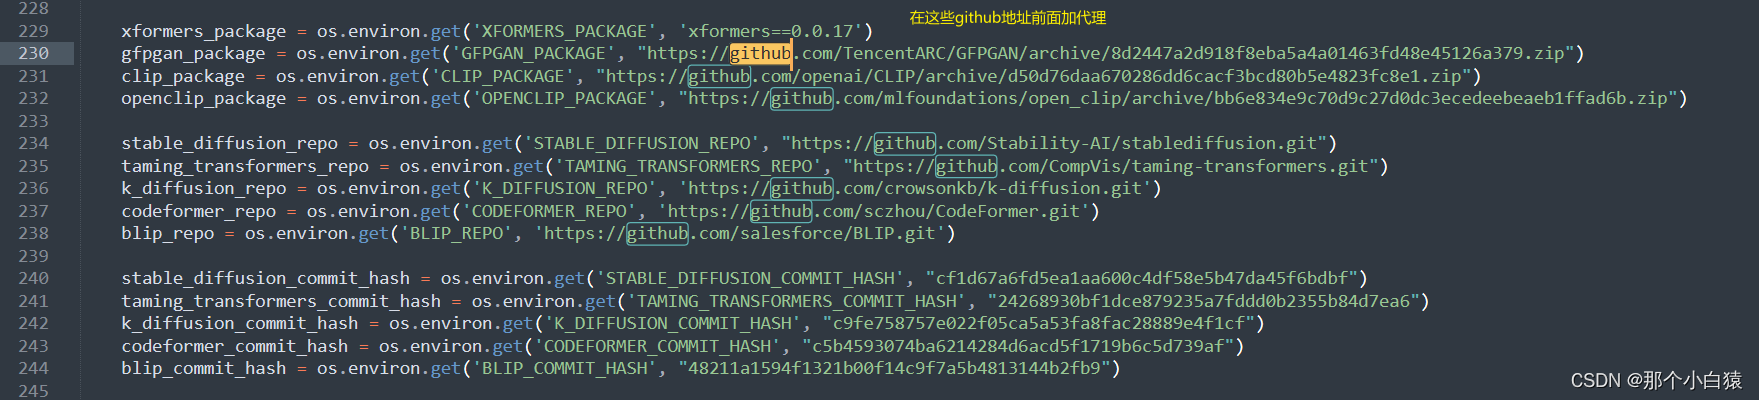 228
在这些github地址前面加代理
229 xformers_package = os.environ.get('XFORMERS_PACKAGE', 'xformers==0.0.17')
230 gfpgan_package = os.environ.get('GFPGAN_PACKAGE', "https://github.com/TencentARC/GFPGAN/archive/8d2447a2d918f8eba5a4a01463fd48e45126a379.zip")
231 clip_package = os.environ.get('CLIP_PACKAGE', "https://github.com/openai/CLIP/archive/d50d76daa670286dd6cacf3bcd80b5e4823fc8e1.zip")
232 openclip_package = os.environ.get('OPENCLIP_PACKAGE', "https://github.com/mlfoundations/open_clip/archive/bb6e834e9c70d9c27d0dc3ecedeebeaeb1ffad6b.zip")
233
234 stable_diffusion_repo = os.environ.get('STABLE_DIFFUSION_REPO', "https://github.com/Stability-AI/stablediffusion.git")
235 taming_transformers_repo = os.environ.get('TAMING_TRANSFORMERS_REPO', "https://github.com/CompVis/taming-transformers.git")
236 k_diffusion_repo = os.environ.get('K_DIFFUSION_REPO', 'https://github.com/crowsonkb/k-diffusion.git')
237 codeformer_repo = os.environ.get('CODEFORMER_REPO', 'https://github.com/sczhou/CodeFormer.git')
238 blip_repo = os.environ.get('BLIP_REPO', 'https://github.com/salesforce/BLIP.git')
239
240 stable_diffusion_commit_hash = os.environ.get('STABLE_DIFFUSION_COMMIT_HASH', "cf1d67a6fd5ea1aa600c4df58e5b47da45f6bdbf")
241 taming_transformers_commit_hash = os.environ.get('TAMING_TRANSFORMERS_COMMIT_HASH', "24268930bf1dce879235a7fddd0b2355b84d7ea6")
242 k_diffusion_commit_hash = os.environ.get('K_DIFFUSION_COMMIT_HASH', "c9fe758757e022f05ca5a53fa8fac28889e4f1cf")
243 codeformer_commit_hash = os.environ.get('CODEFORMER_COMMIT_HASH', "c5b4593074ba6214284d6acd5f1719b6c5d739af")
244 blip_commit_hash = os.environ.get('BLIP_COMMIT_HASH', "48211a1594f1321b00f14c9f7a5b4813144b2fb9")
245
CSDN @那个小白猿